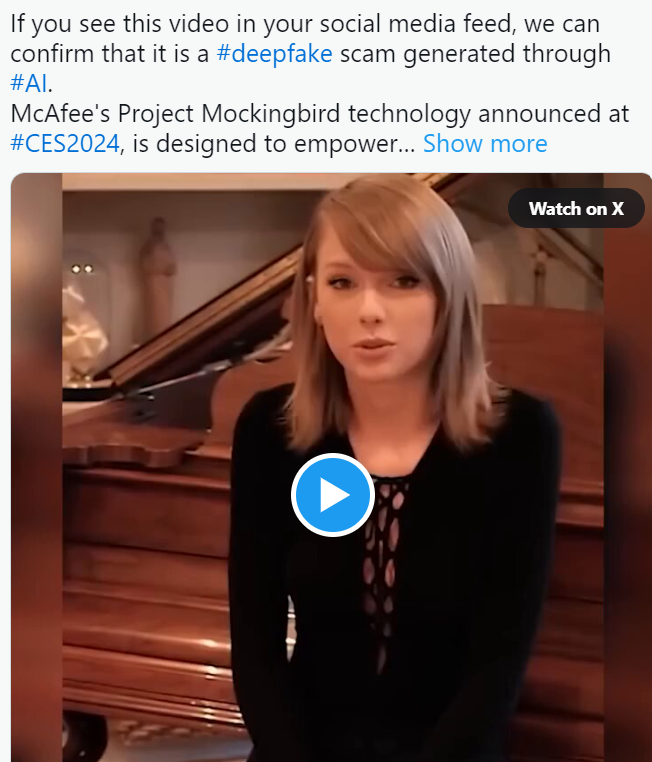 If you see this video in your social media feed, we can
confirm that it is a #deepfake scam generated through
#AI.
McAfee's Project Mockingbird technology announced at
#CES2024, is designed to empower... Show more
Watch on X